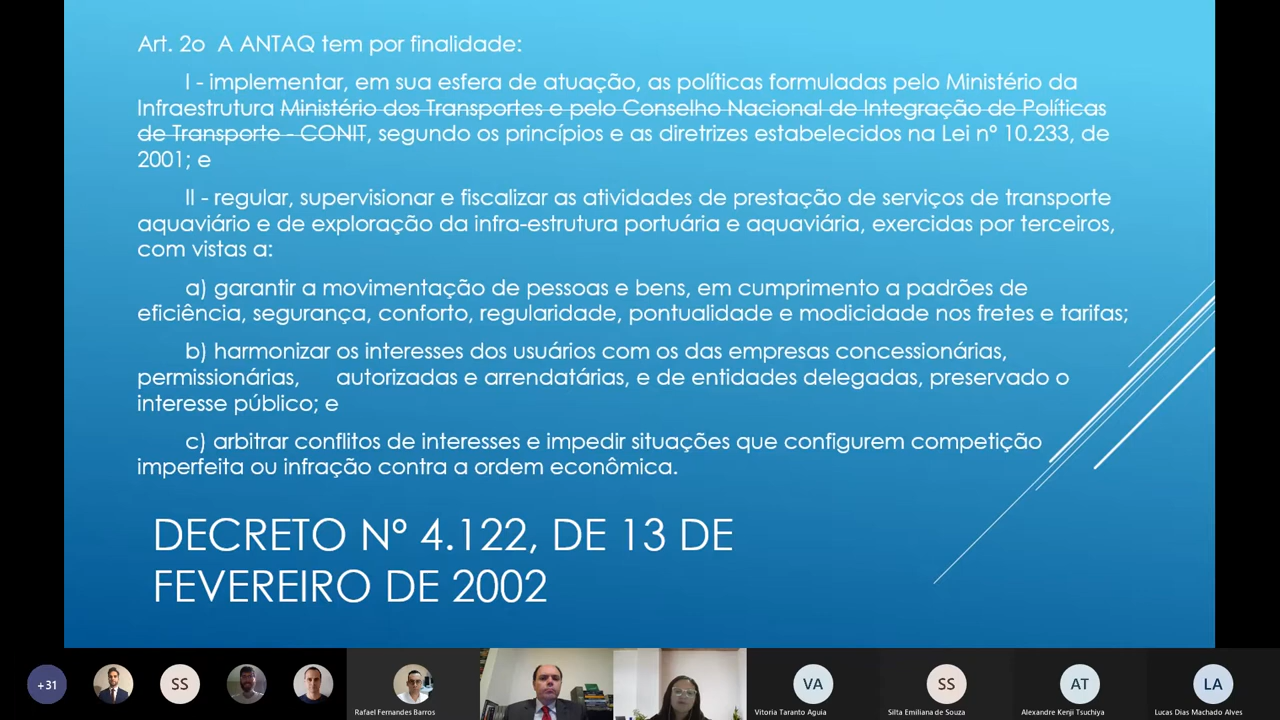 Art. 2o  A ANTAQ tem por finalidade:
I - implementar, em sua esfera de atuação, as políticas formuladas pelo Ministério da
Infraestrutura Ministério dos Transportes e pelo Conselho Nacional de Integração de Políticas
de Transporte - CONIT, segundo os princípios e as diretrizes estabelecidos na Lei nº 10.233, de
2001; e
II - regular, supervisionar e fiscalizar as atividades de prestação de serviços de transporte
aquaviário e de exploração da infra-estrutura portuária e aquaviária, exercidas por terceiros,
com vistas a:
a) garantir a movimentação de pessoas e bens, em cumprimento a padrões de
eficiência, segurança, conforto, regularidade, pontualidade e modicidade nos fretes e tarifas;
b) harmonizar os interesses dos usuários com os das empresas concessionárias,
permissionárias, autorizadas e arrendatárias, e de entidades delegadas, preservado o
interesse público; e
c) arbitrar conflitos de interesses e impedir situações que configurem competição
imperfeita ou infração contra a ordem econômica.
DECRETO Nº 4.122, DE 13 DE
FEVEREIRO DE 2002
+31
SS
VA
SS
AT
LA
Rafael Fernandes Barros
Vitoria Taranto Aguia
Silta Emiliana de Souza
Alexandre Kenji Tsuchiya
Lucas Dias Machado Alves